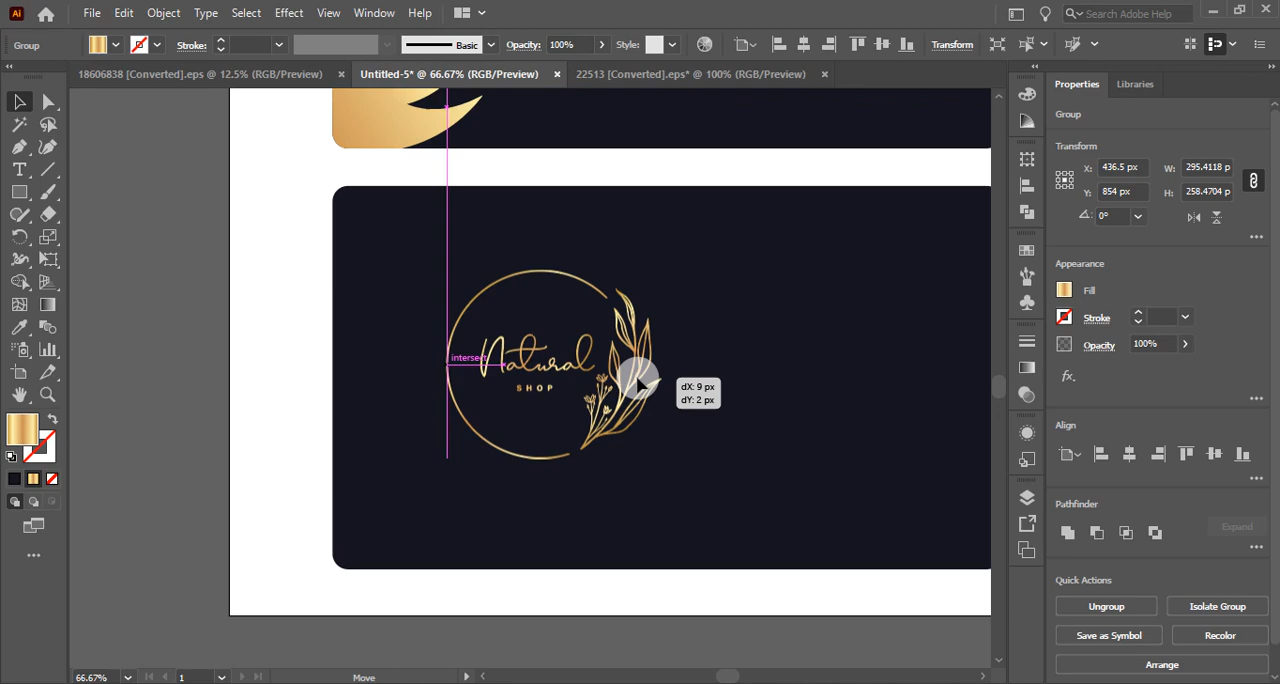 Ai File Edit Object Type Select Effect View Window Help Search Adobe Help
Group Stroke: Basic Opacity: 100% Style: Transform
18606838 [Converted].eps @ 12.5% (RGB/Preview) Untitled-5* @ 66.67% (RGB/Preview) 22513 [Converted].eps* @ 100% (RGB/Preview)
Properties Libraries
Group
Transform
X: 436.5 px W: 295.4118 p
Y: 854 px H: 258.4704 p
0°
Appearance
Fill
Stroke
Opacity 100%
fx.
Align
Pathfinder
Expand
Quick Actions
Ungroup Isolate Group
Save as Symbol Recolor
Arrange
intersect
Natural
SHOP
dX: 9 px
dY: 2 px
66.67% 1 Move